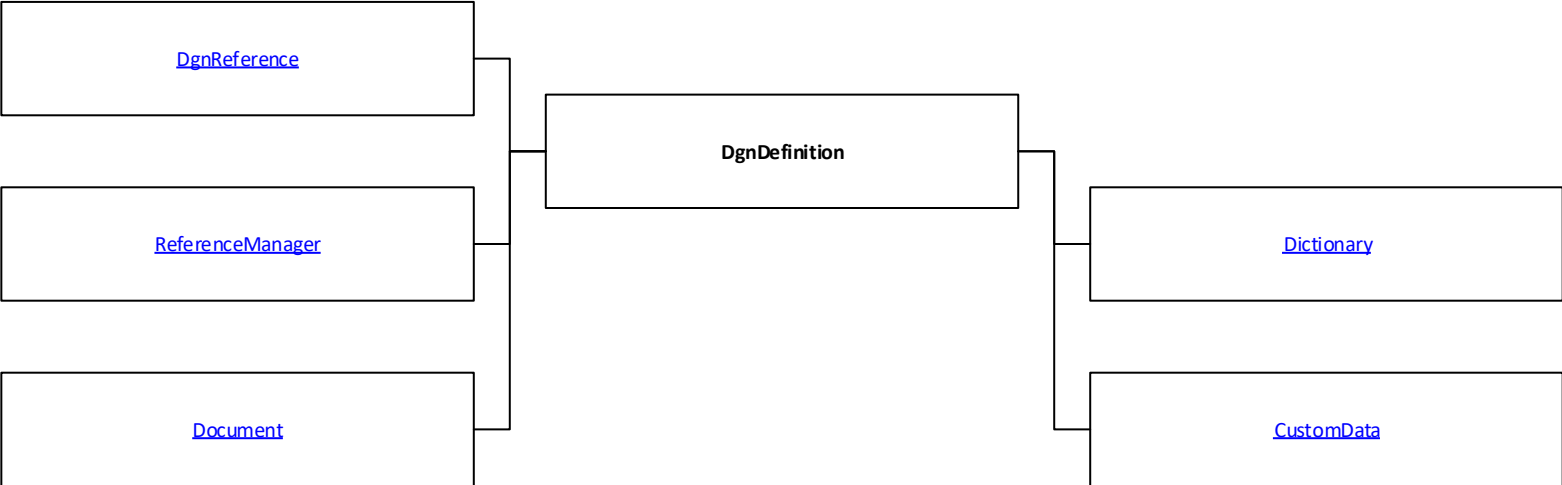 DgnReference
DgnDefinition
ReferenceManager
Dictionary
Document
CustomData